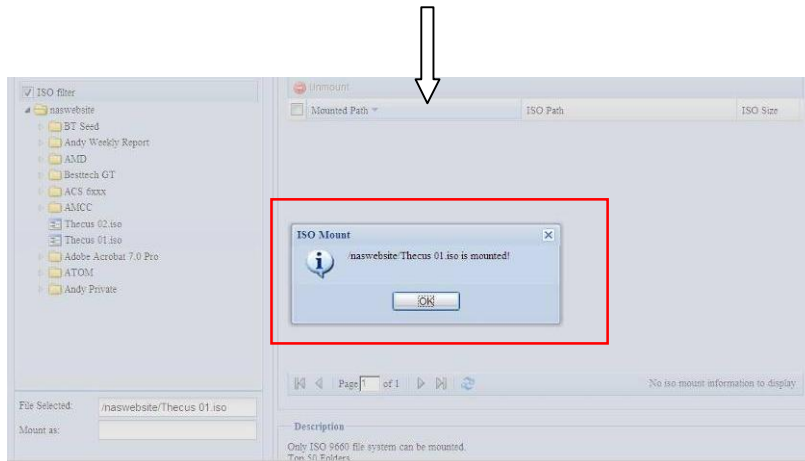 ISO filter
naswebsite
BT Seed
Andy Weekly Report
AMD
Besttech GT
ACS 6xxx
AMCC
Thecus 02.iso
Thecus 01.iso
Adobe Acrobat 7.0 Pro
ATOM
Andy Private
File Selected: /naswebsite/Thecus 01.iso
Mount as:
Unmount
Mounted Path ISO Path ISO Size
ISO Mount
/naswebsite/Thecus 01.iso is mounted!
OK
Page 1 of 1 No iso mount information to display
Description
Only ISO 9660 file system can be mounted.
Top 50 Folders